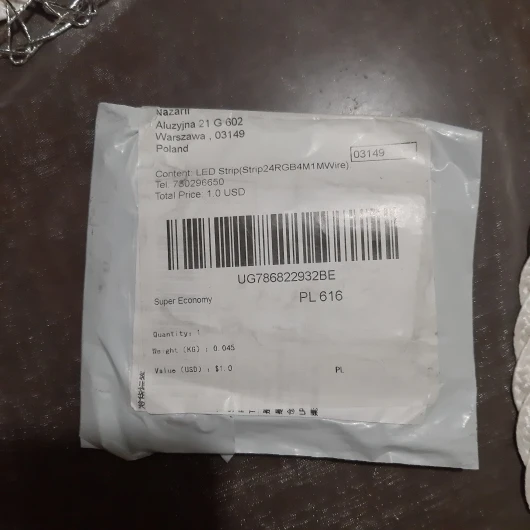 Nazarii
Aluzyjna 21 G 602
Warszawa , 03149
Poland
03149
Content: LED Strip(Strip24RGB4M1MWire)
Tel: 780296650
Total Price: 1.0 USD
UG786822932BE
Super Economy
PL 616
Quantity: 1
Weight (KG) : 0.045
Value (USD) : $1.0
PL